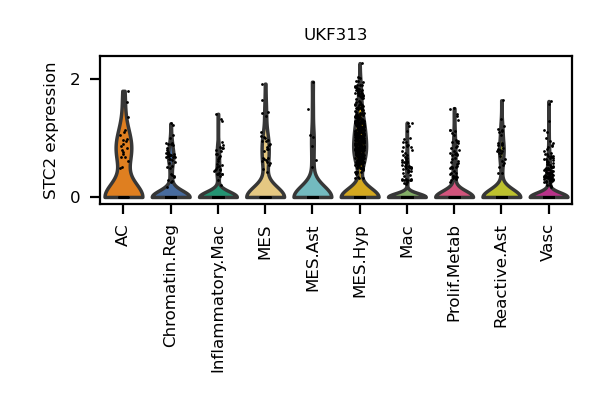 UKF313
STC2 expression
2
0
AC
Chromatin.Reg
Inflammatory.Mac
MES
MES.Ast
MES.Hyp
Mac
Prolif.Metab
Reactive.Ast
Vasc